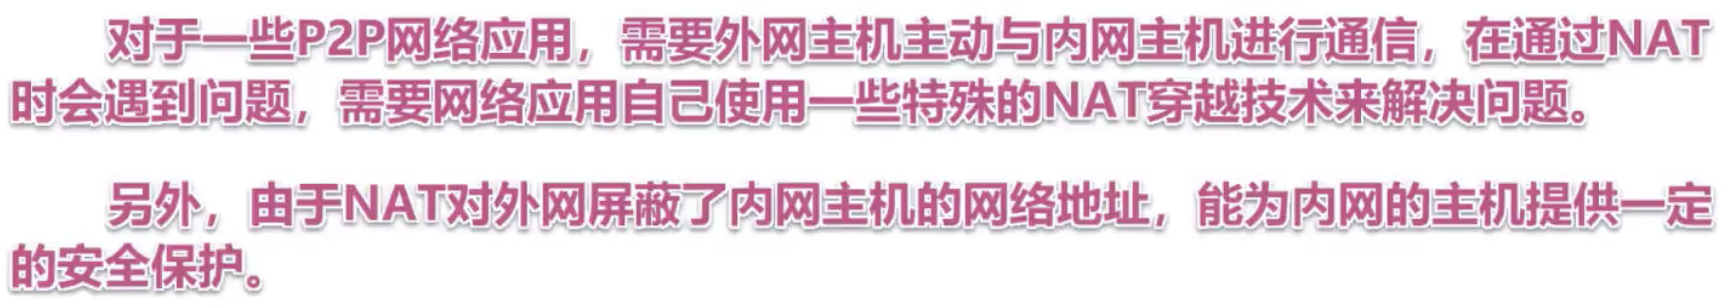 对于一些P2P网络应用，需要外网主机主动与内网主机进行通信，在通过NAT
时会遇到问题，需要网络应用自己使用一些特殊的NAT穿越技术来解决问题。
另外，由于NAT对外网屏蔽了内网主机的网络地址，能为内网的主机提供一定
的安全保护。